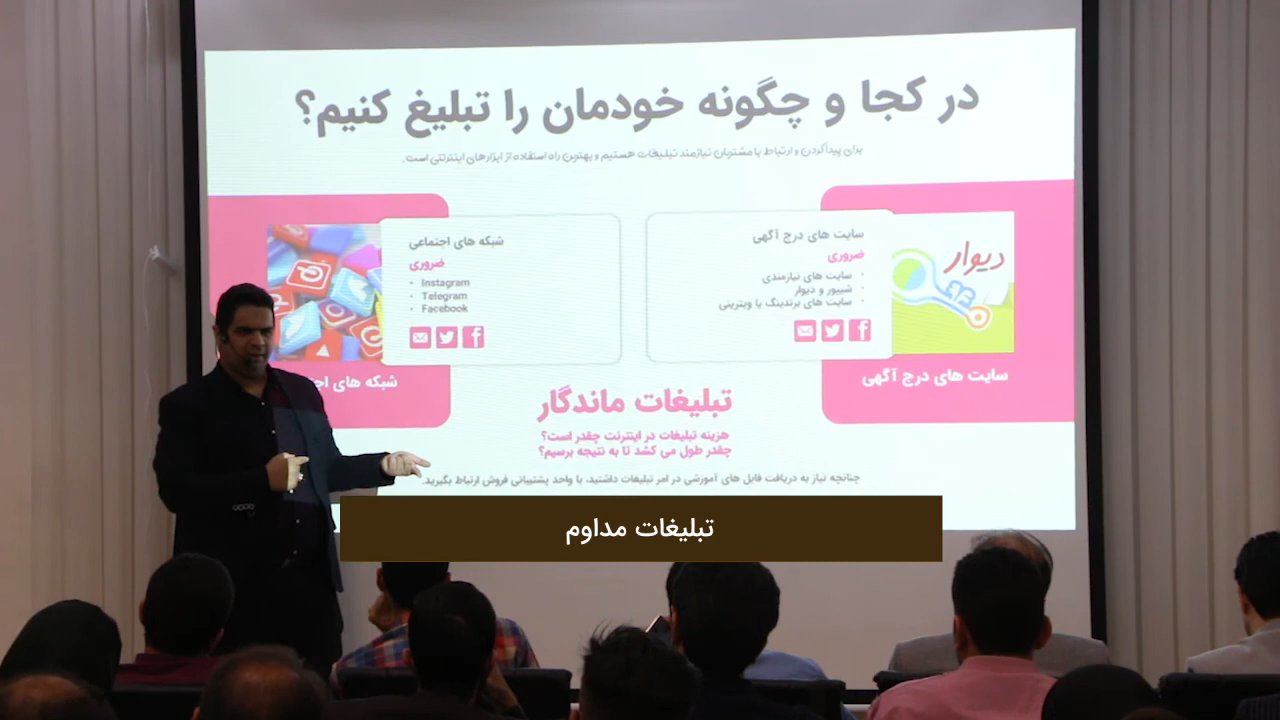 در کجا و چگونه خودمان را تبلیغ کنیم؟
برای پیدا کردن و ارتباط با مشتریان نیازمند تبلیغات هستیم و بهترین راه استفاده از ابزارهای اینترنتی است.
سایت های درج آگهی
ضروری
· سایت های نیازمندی
· شیپور و دیوار
· سایت های برندینگ یا ویترینی
دیوار
سایت های درج آگهی
شبکه های اجتماعی
ضروری
• Instagram
• Telegram
• Facebook
شبکه های
تبلیغات ماندگار
هزینه تبلیغات در اینترنت چقدر است؟
چقدر طول می کشد تا به نتیجه برسیم؟
چنانچه نیاز به دریافت فایل های آموزشی در امر تبلیغات داشتید، با واحد پشتیبانی فروش ارتباط بگیرید.
تبلیغات مداوم